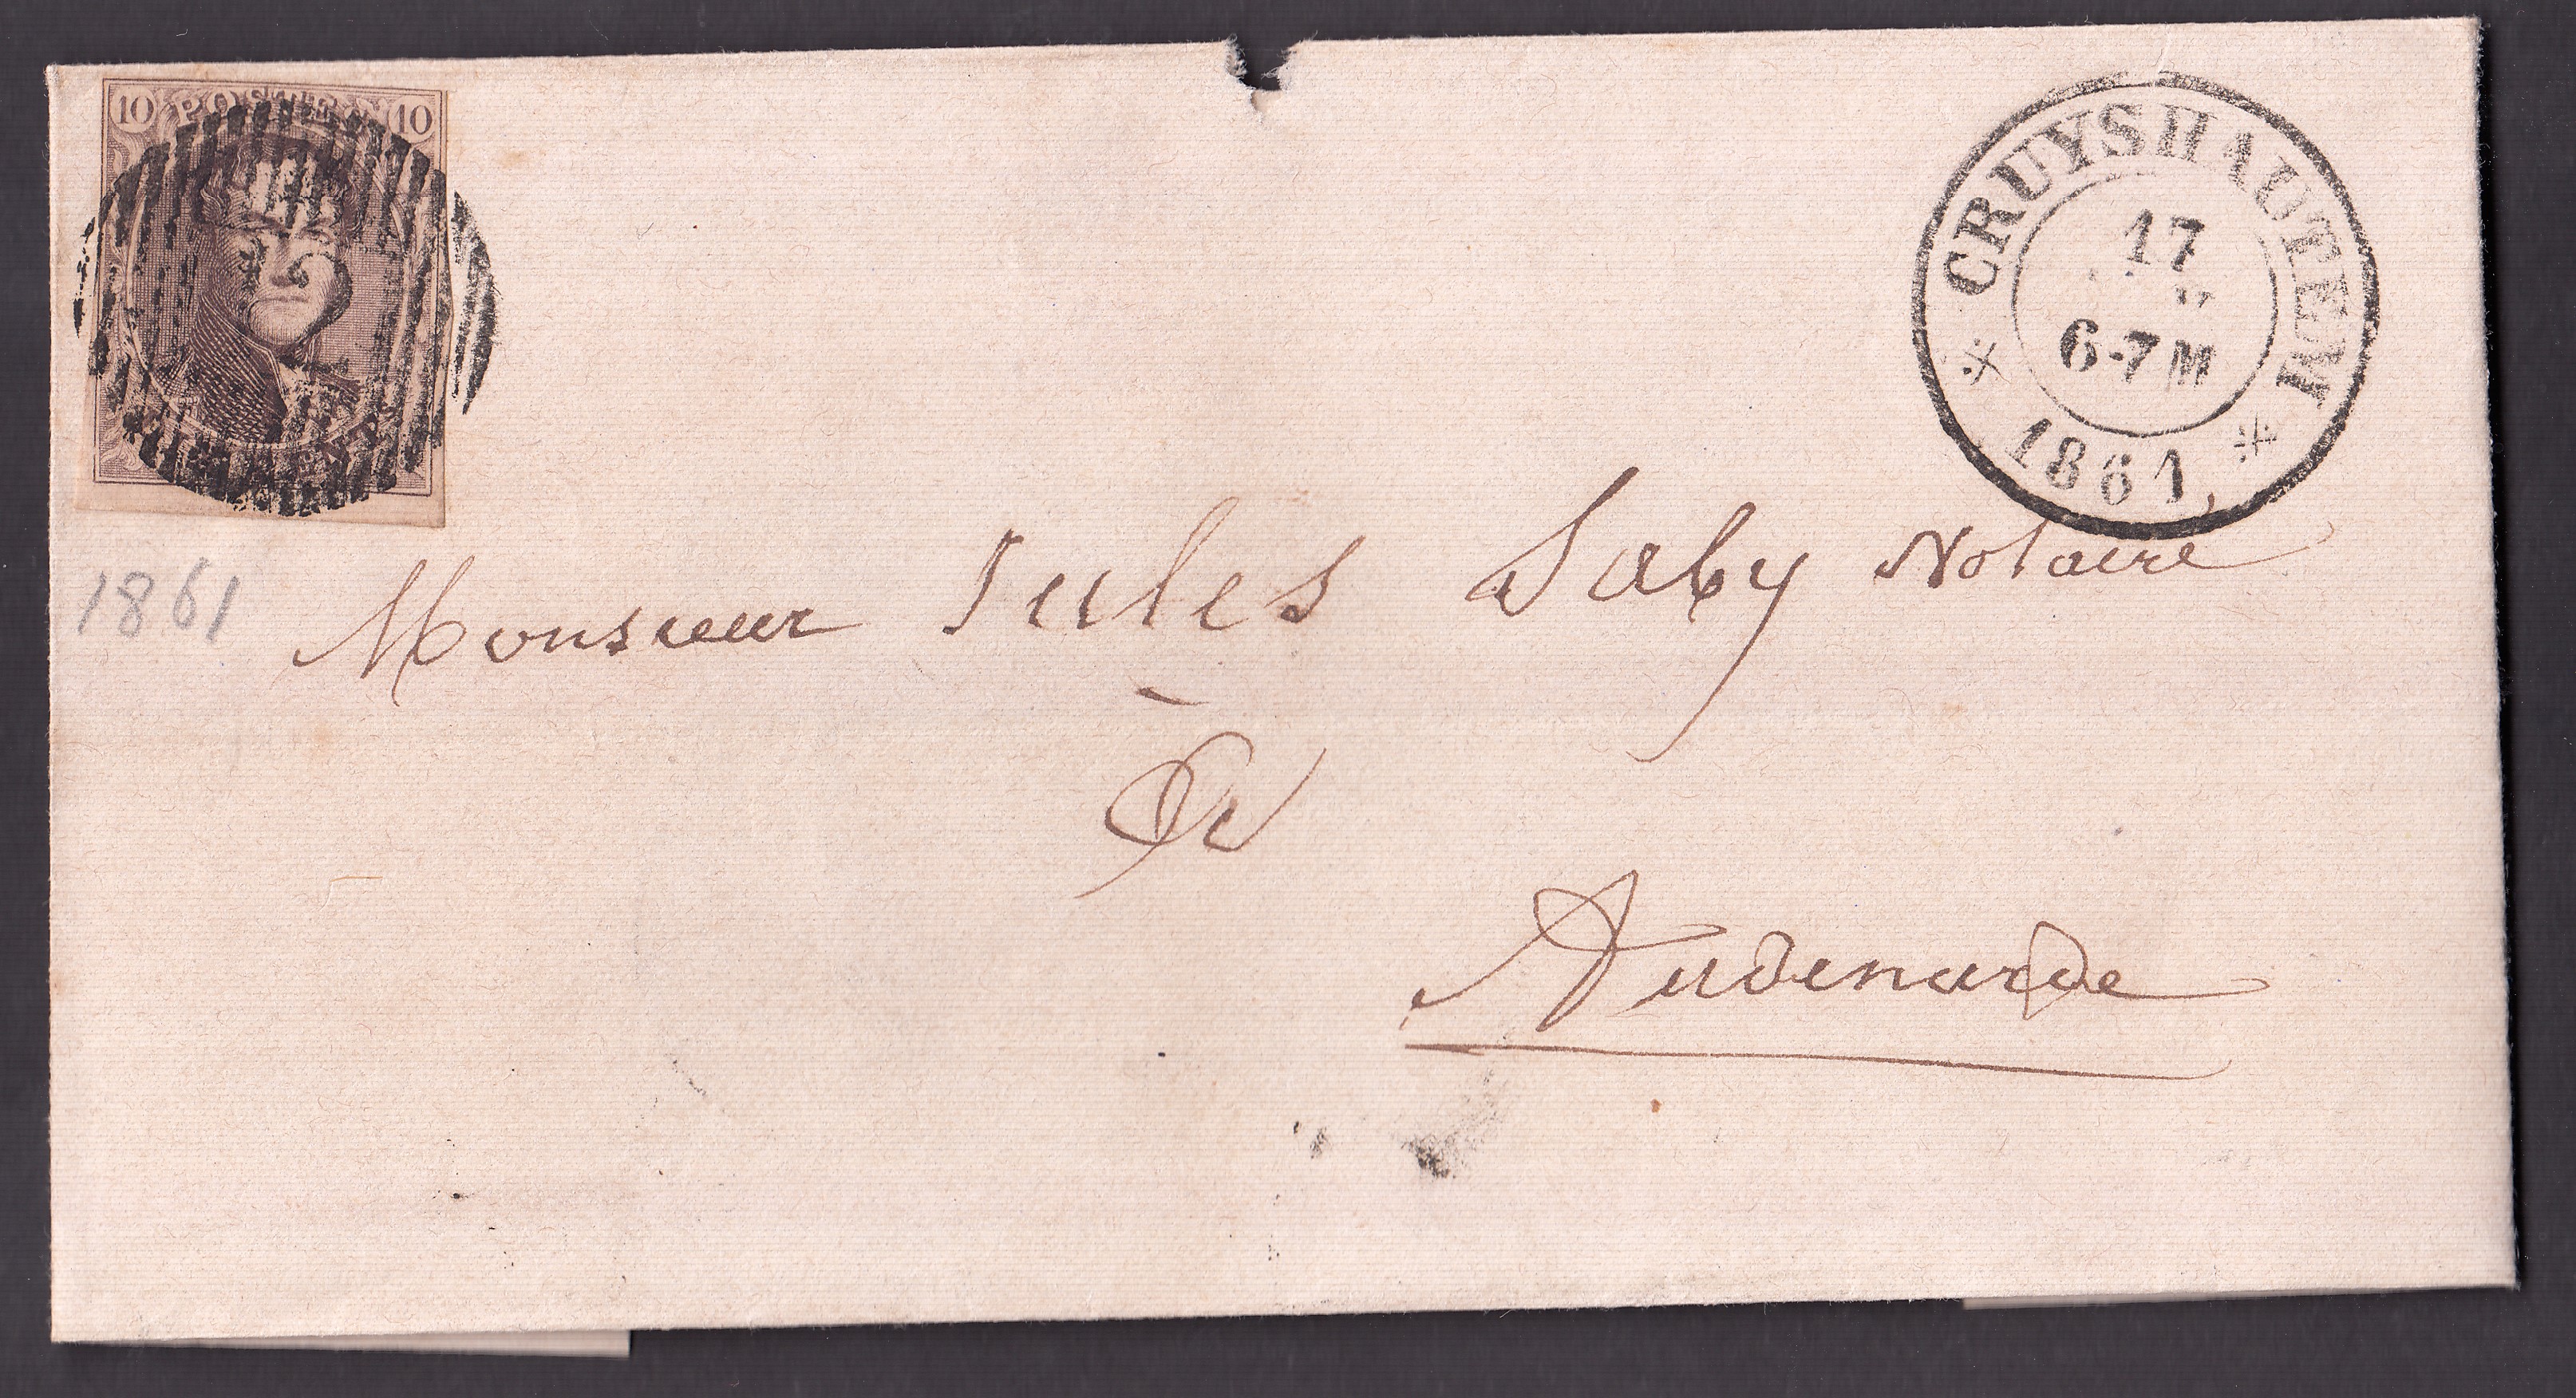 10 POSTES 10
CRUYSHAUTEM
17
6-7 M
1861
1861
Monsieur Jules Saby Notaire
à
Audenarde